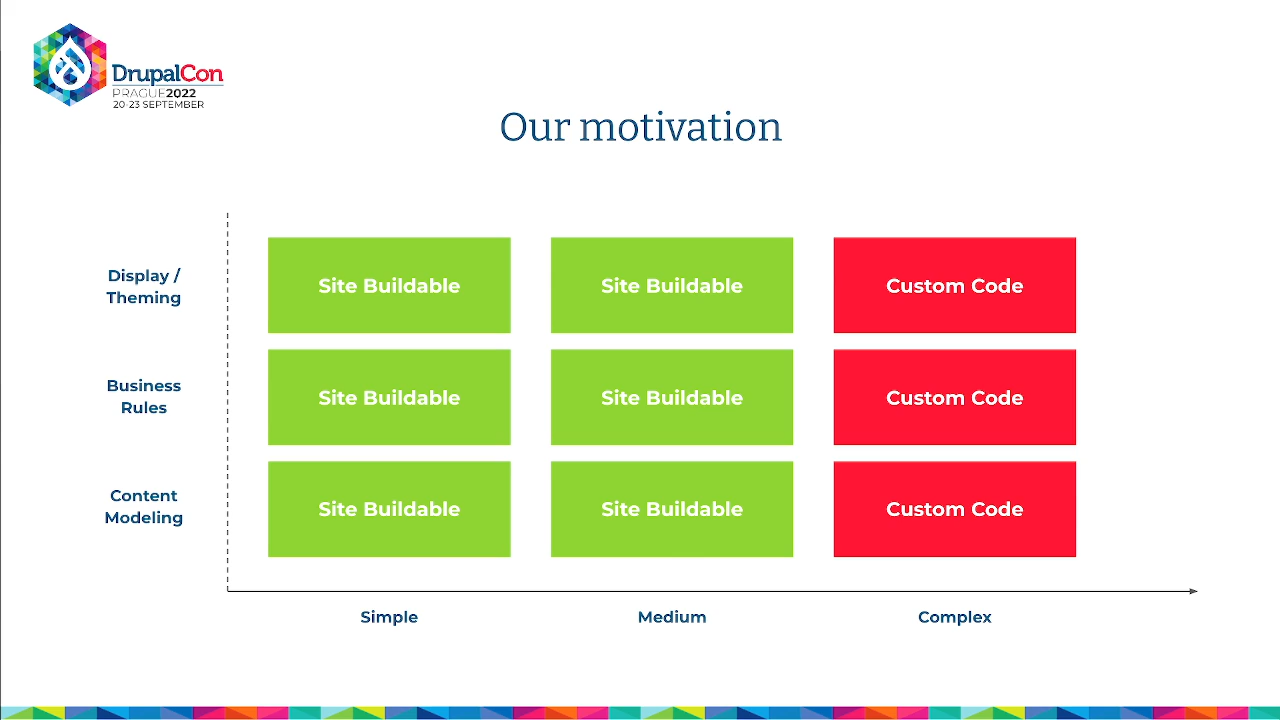 DrupalCon
PRAGUE2022
20-23 SEPTEMBER
Our motivation
Display /
Theming
Site Buildable
Site Buildable
Custom Code
Business
Rules
Site Buildable
Site Buildable
Custom Code
Content
Modeling
Site Buildable
Site Buildable
Custom Code
Simple
Medium
Complex